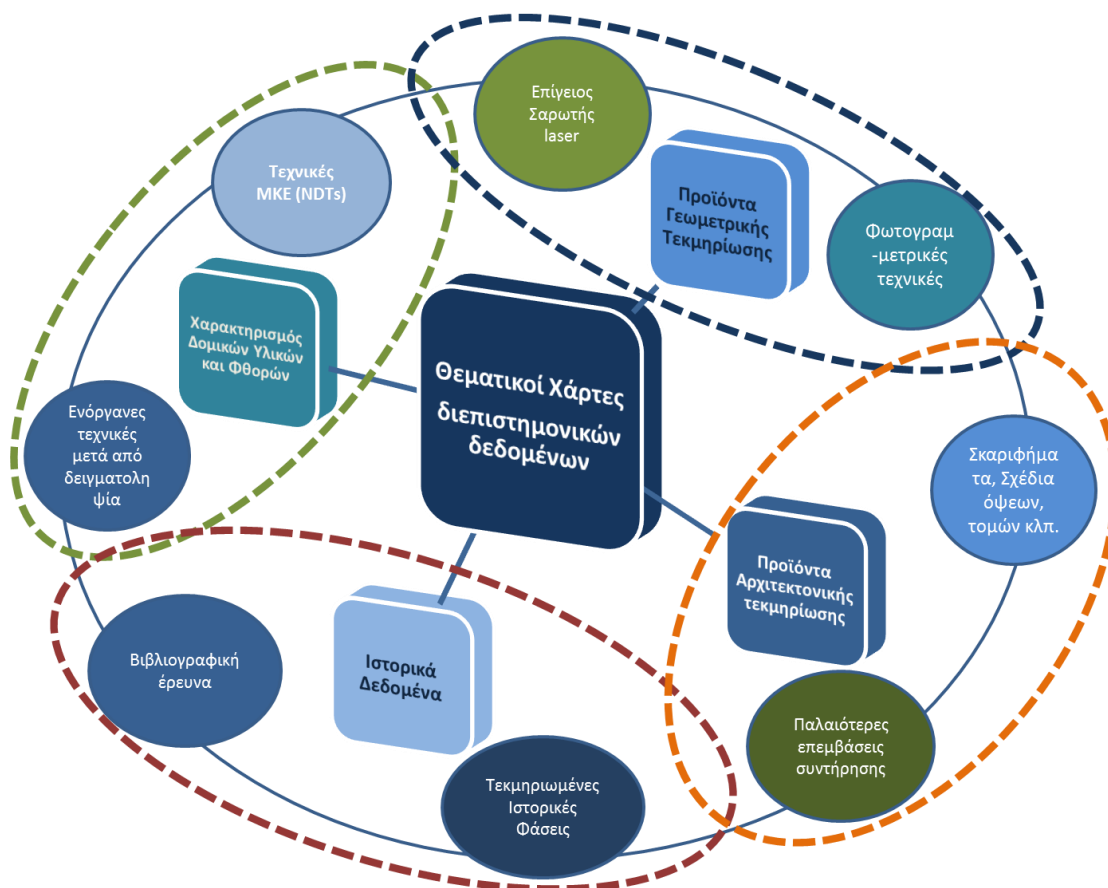 Επίγειος
Σαρωτής
laser
Τεχνικές
ΜΚΕ (NDTs)
Προϊόντα
Γεωμετρικής
Τεκμηρίωσης
Φωτογραμ
-μετρικές
τεχνικές
Χαρακτηρισμός
Δομικών Υλικών
και Φθορών
Θεματικοί Χάρτες
διεπιστημονικών
δεδομένων
Ενόργανες
τεχνικές
μετά από
δειγματολη
ψία
Σκαριφήμα
τα, Σχέδια
όψεων,
τομών κλπ.
Προϊόντα
Αρχιτεκτονικής
τεκμηρίωσης
Βιβλιογραφική
έρευνα
Ιστορικά
Δεδομένα
Παλαιότερες
επεμβάσεις
συντήρησης
Τεκμηριωμένες
Ιστορικές
Φάσεις